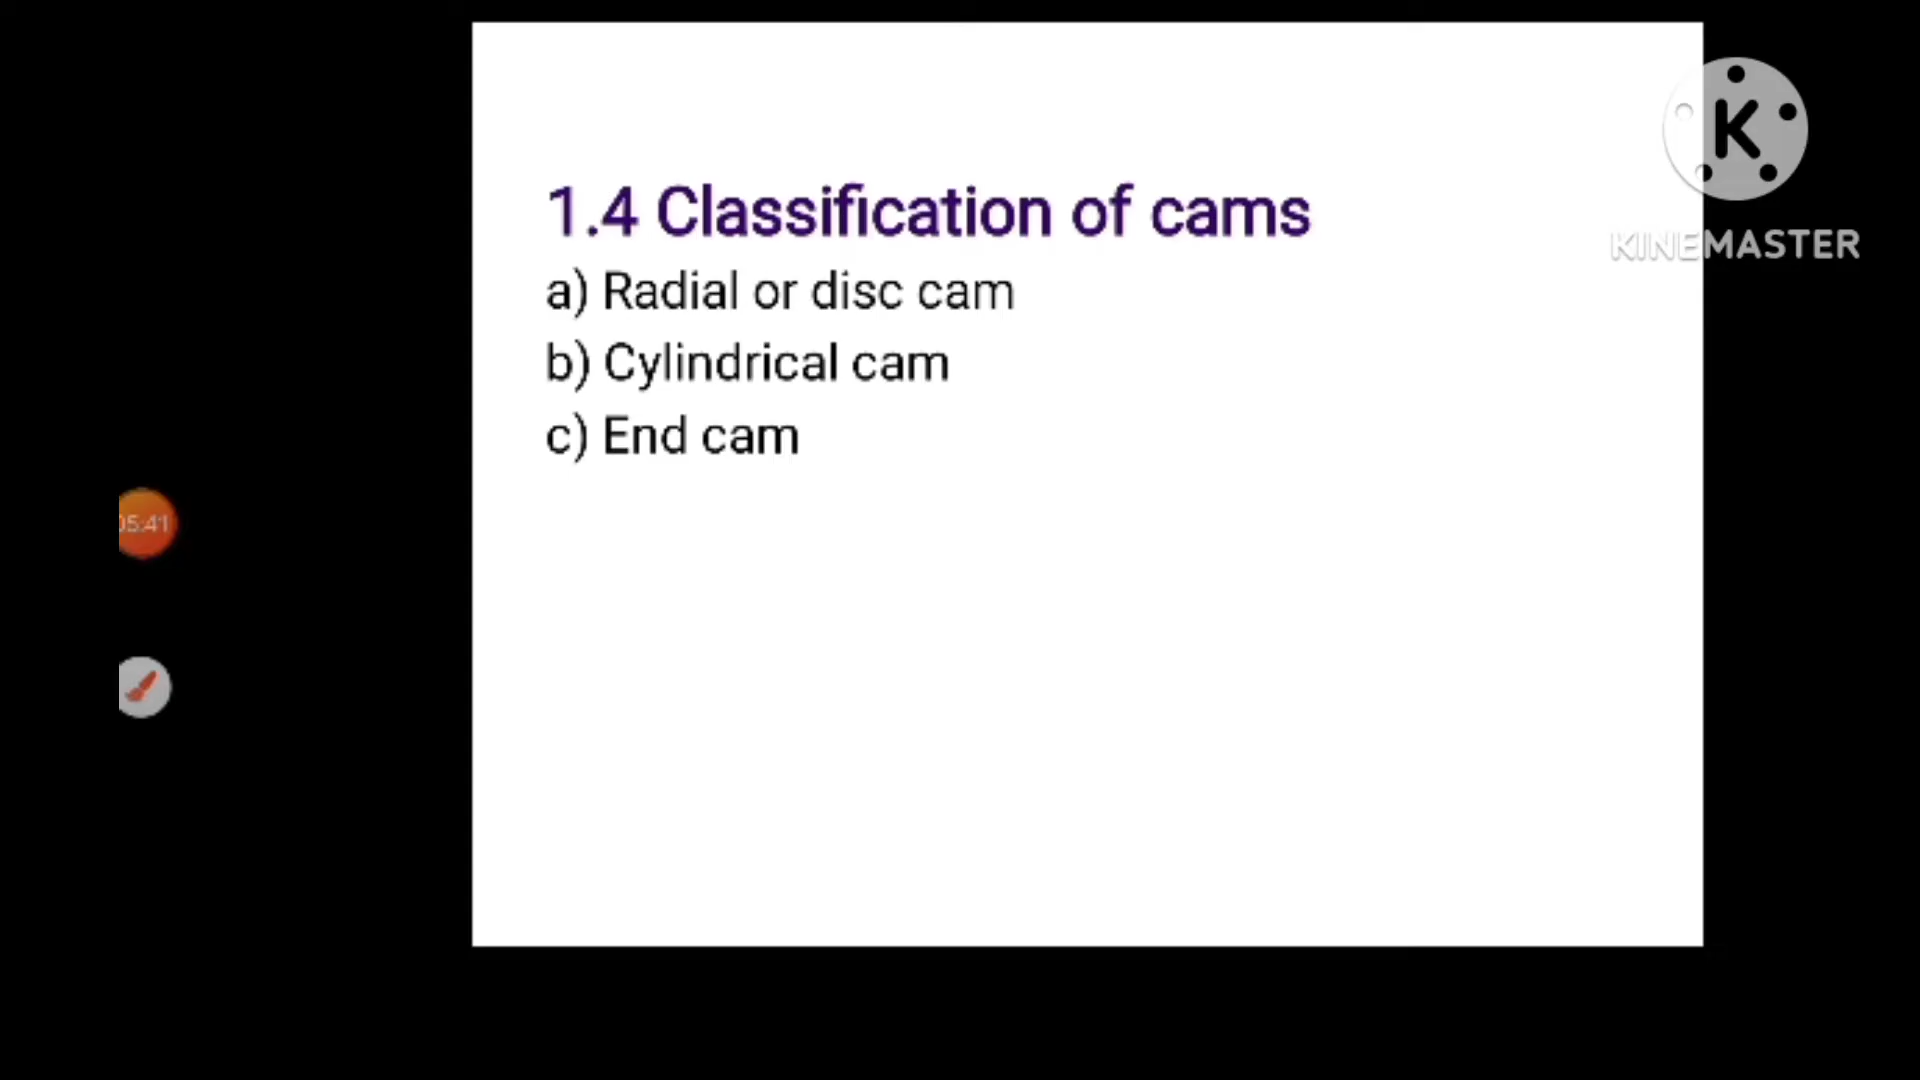 1.4 Classification of cams
a) Radial or disc cam
b) Cylindrical cam
c) End cam
K
KINEMASTER
05:41